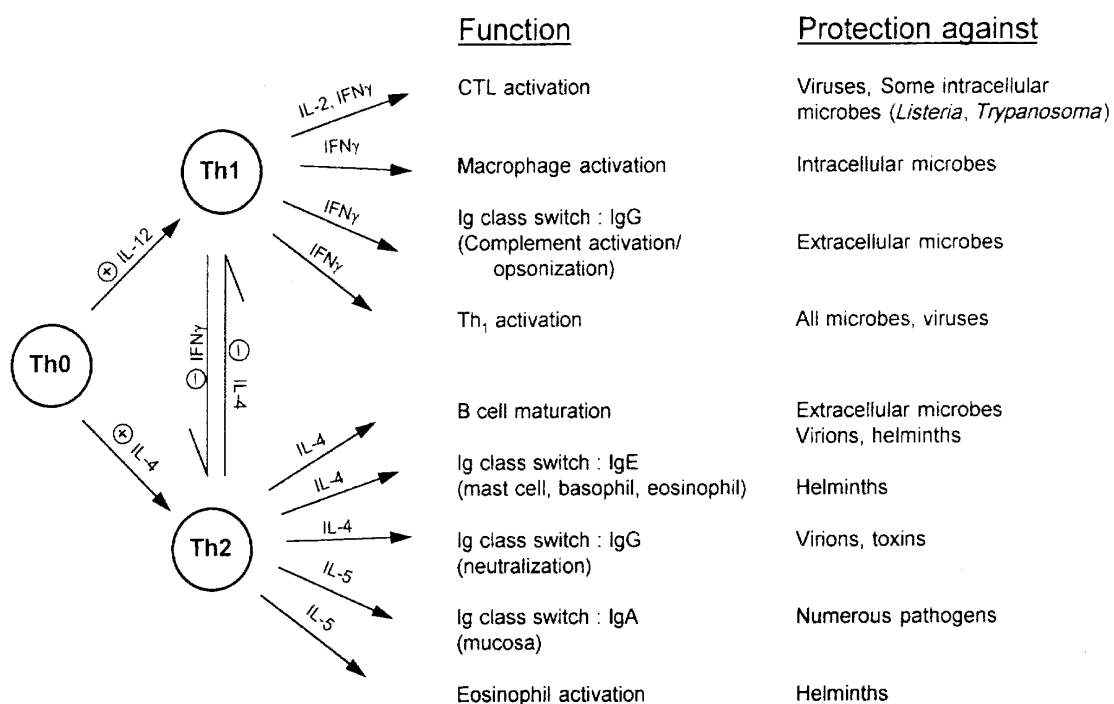 Function
Protection against
CTL activation
Viruses, Some intracellular
microbes (Listeria, Trypanosoma)
IL-2, IFNγ
IFNγ
Th1
Macrophage activation
Intracellular microbes
IFNγ
Ig class switch : IgG
(Complement activation/
opsonization)
Extracellular microbes
IFNγ
+ IL-12
Th₁ activation
All microbes, viruses
Th0
− IFNγ
− IL-4
+ IL-4
B cell maturation
Extracellular microbes
Virions, helminths
IL-4
Ig class switch : IgE
(mast cell, basophil, eosinophil)
Helminths
IL-4
IL-4
Th2
Ig class switch : IgG
(neutralization)
Virions, toxins
IL-5
Ig class switch : IgA
(mucosa)
Numerous pathogens
IL-5
Eosinophil activation
Helminths